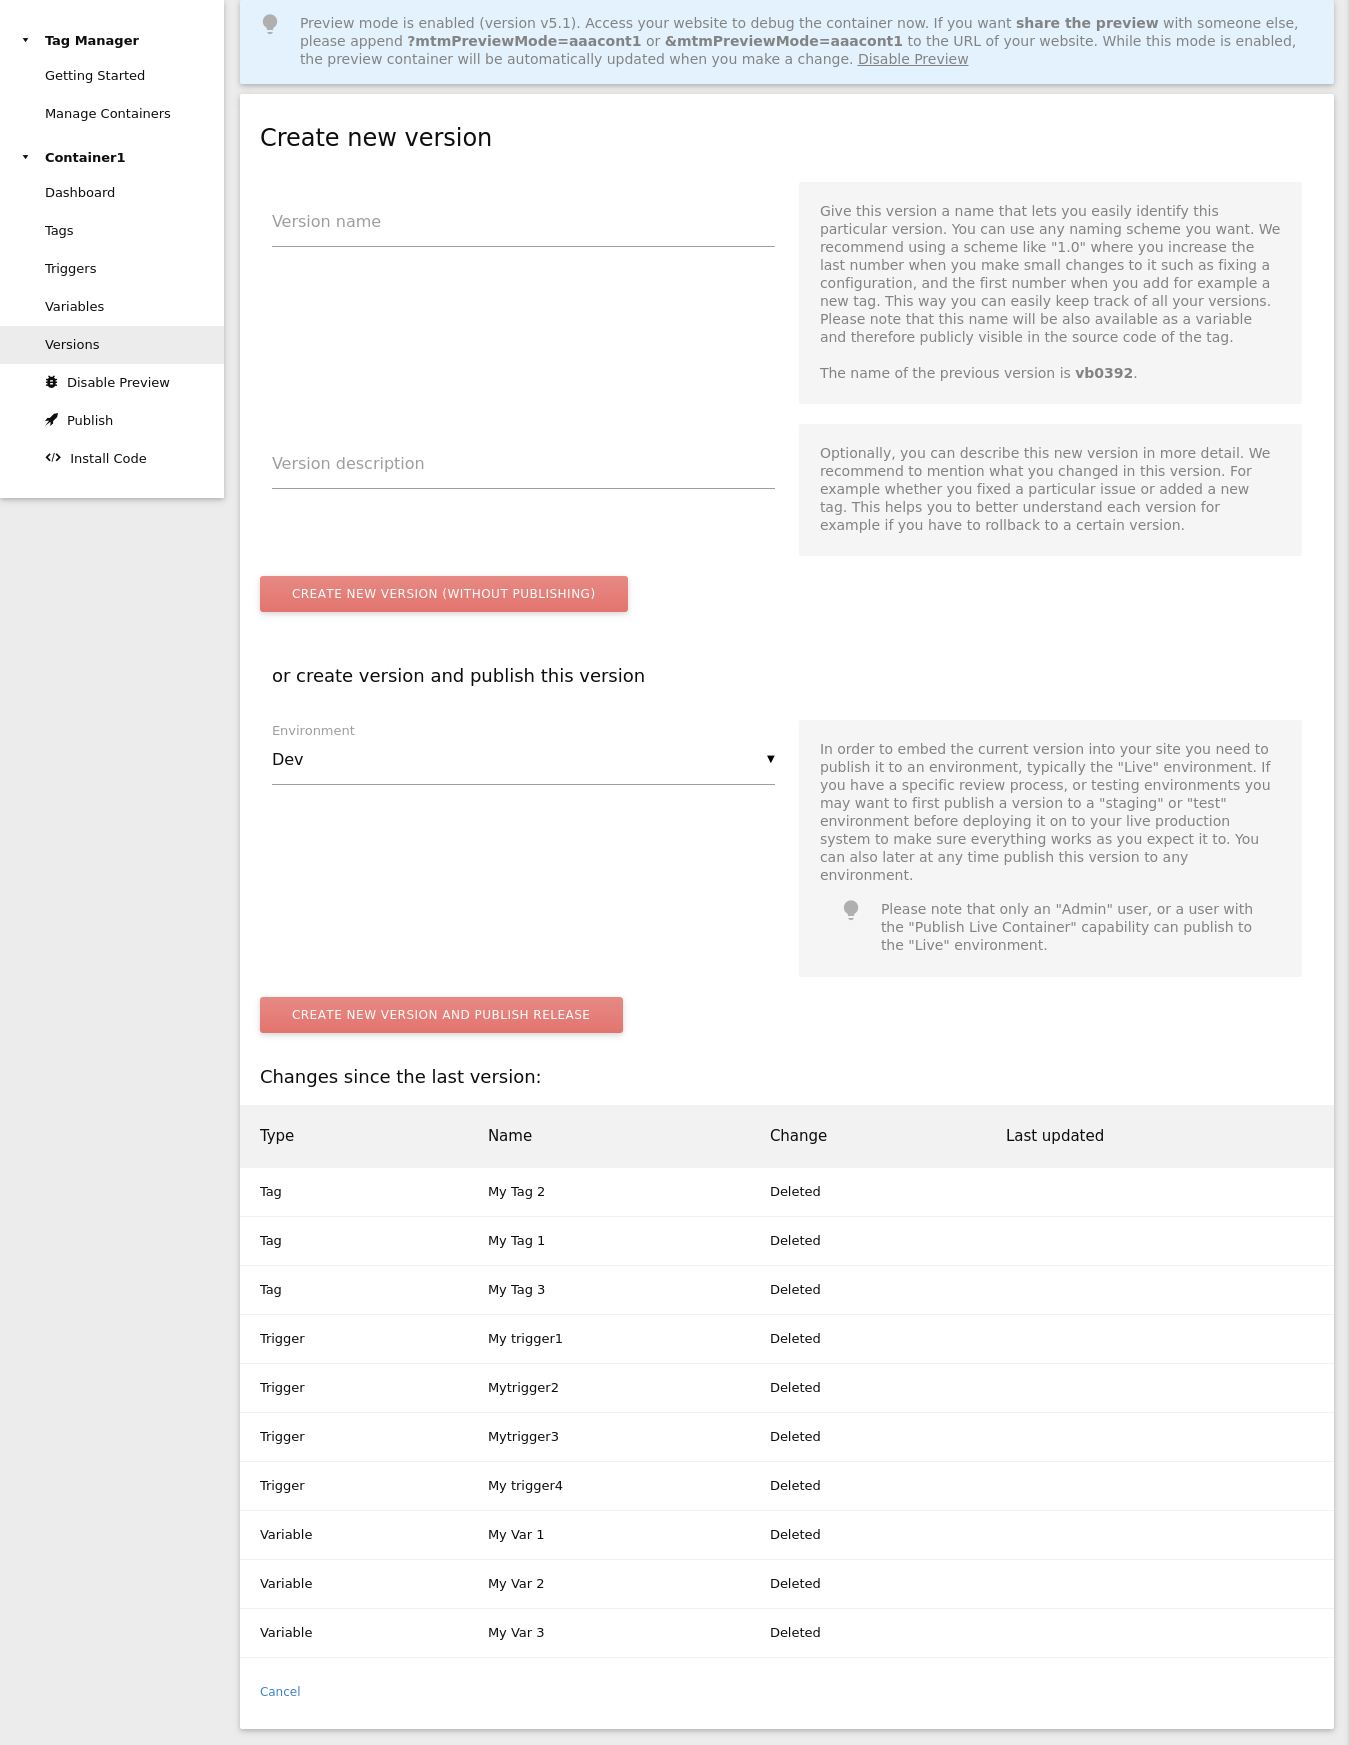 Tag Manager
Getting Started
Manage Containers
Container1
Dashboard
Tags
Triggers
Variables
Versions
Disable Preview
Publish
Install Code
Preview mode is enabled (version v5.1). Access your website to debug the container now. If you want share the preview with someone else,
please append ?mtmPreviewMode=aaacont1 or &mtmPreviewMode=aaacont1 to the URL of your website. While this mode is enabled,
the preview container will be automatically updated when you make a change. Disable Preview
Create new version
Version name
Give this version a name that lets you easily identify this
particular version. You can use any naming scheme you want. We
recommend using a scheme like "1.0" where you increase the
last number when you make small changes to it such as fixing a
configuration, and the first number when you add for example a
new tag. This way you can easily keep track of all your versions.
Please note that this name will be also available as a variable
and therefore publicly visible in the source code of the tag.
The name of the previous version is vb0392.
Version description
Optionally, you can describe this new version in more detail. We
recommend to mention what you changed in this version. For
example whether you fixed a particular issue or added a new
tag. This helps you to better understand each version for
example if you have to rollback to a certain version.
CREATE NEW VERSION (WITHOUT PUBLISHING)
or create version and publish this version
Environment
Dev
In order to embed the current version into your site you need to
publish it to an environment, typically the "Live" environment. If
you have a specific review process, or testing environments you
may want to first publish a version to a "staging" or "test"
environment before deploying it on to your live production
system to make sure everything works as you expect it to. You
can also later at any time publish this version to any
environment.
Please note that only an "Admin" user, or a user with
the "Publish Live Container" capability can publish to
the "Live" environment.
CREATE NEW VERSION AND PUBLISH RELEASE
Changes since the last version:
Type Name Change Last updated
Tag My Tag 2 Deleted
Tag My Tag 1 Deleted
Tag My Tag 3 Deleted
Trigger My trigger1 Deleted
Trigger Mytrigger2 Deleted
Trigger Mytrigger3 Deleted
Trigger My trigger4 Deleted
Variable My Var 1 Deleted
Variable My Var 2 Deleted
Variable My Var 3 Deleted
Cancel